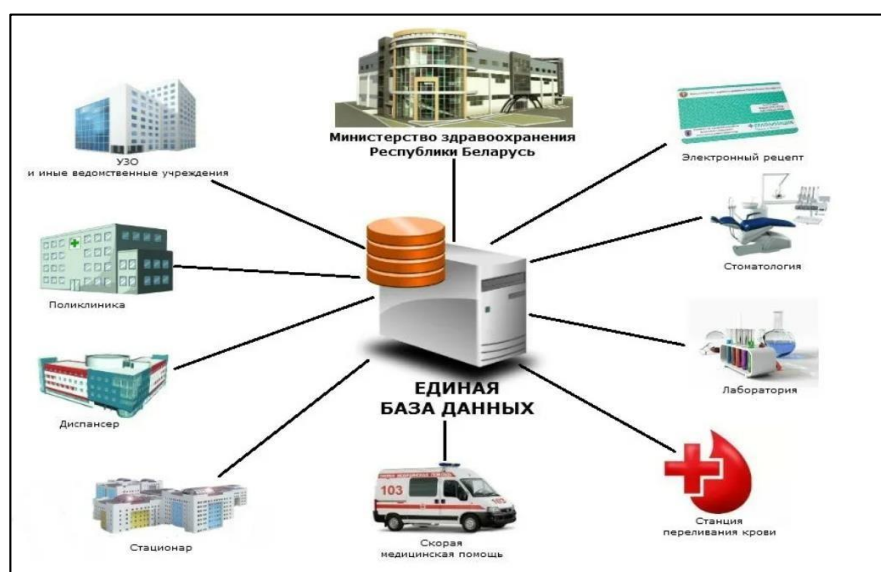 Министерство здравоохранения
Республики Беларусь
УЗО
и иные ведомственные учреждения
Электронный рецепт
Поликлиника
Стоматология
Диспансер
Лаборатория
ЕДИНАЯ
БАЗА ДАННЫХ
Стационар
103
Скорая
медицинская помощь
Станция
переливания крови